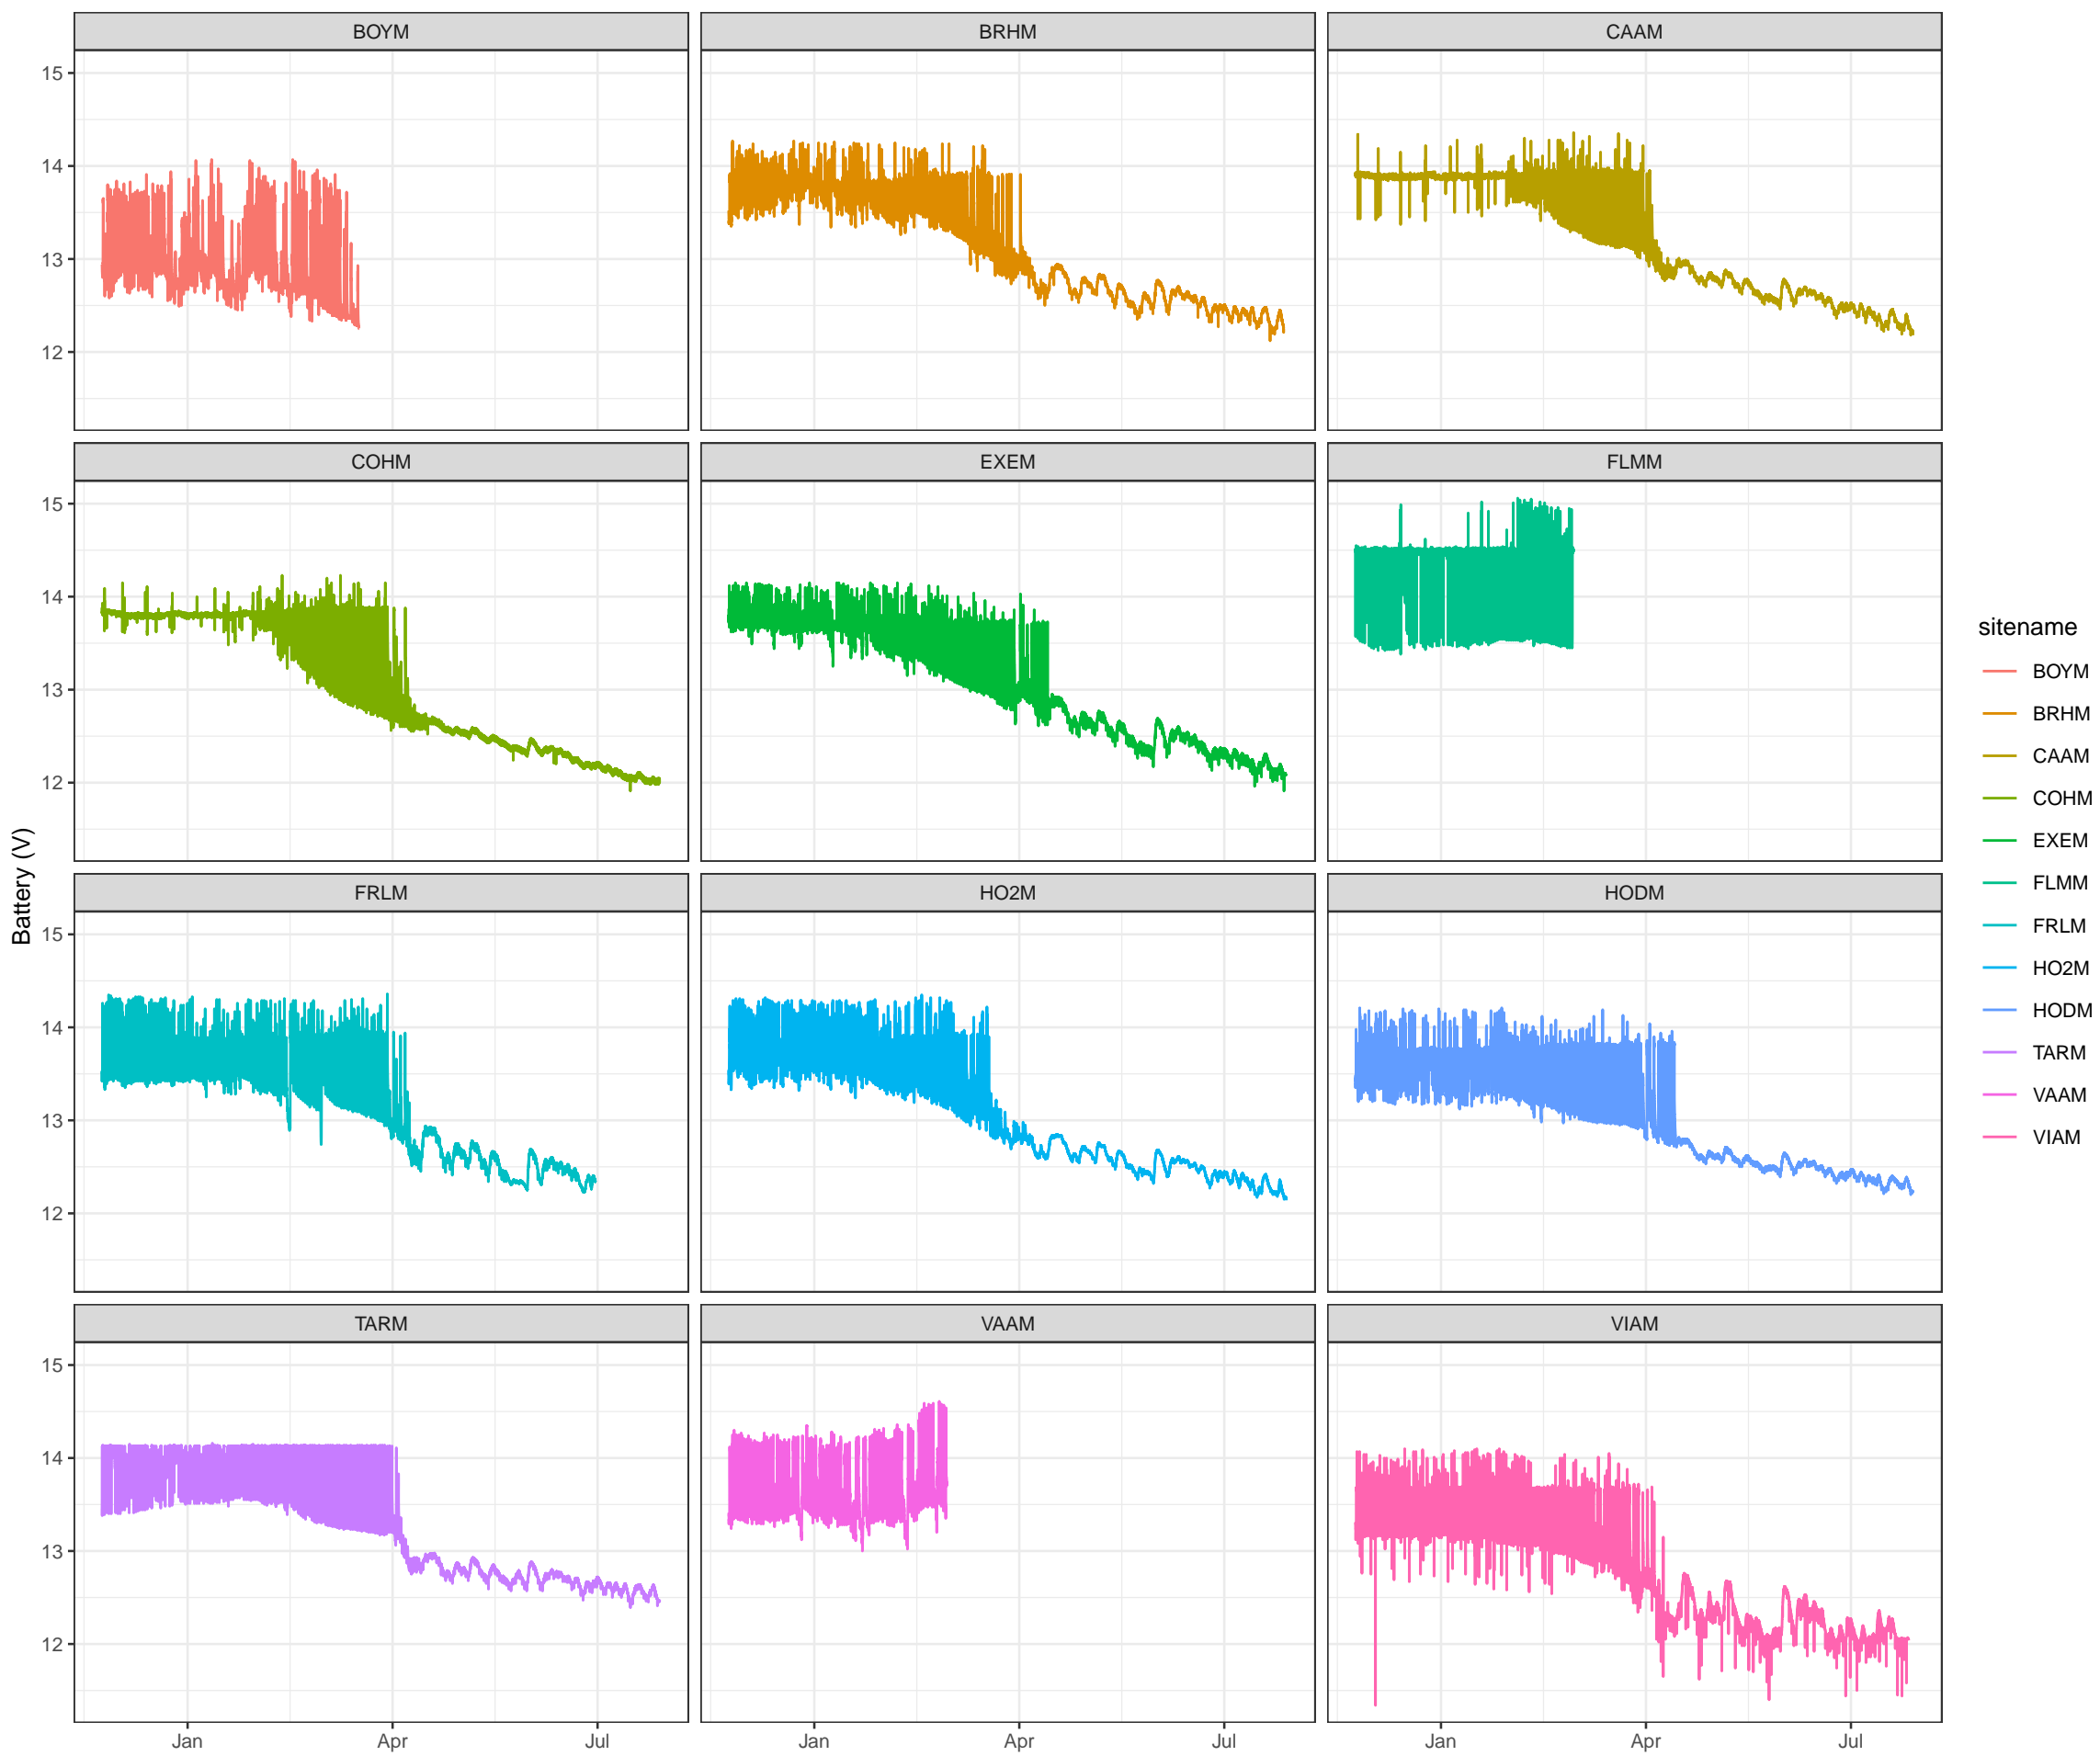 BOYM
BRHM
CAAM
15
14
13
12
COHM
EXEM
FLMM
15
14
13
12
Battery (V)
FRLM
HO2M
HODM
15
14
13
12
TARM
VAAM
VIAM
15
14
13
12
Jan
Apr
Jul
Jan
Apr
Jul
Jan
Apr
Jul
sitename
BOYM
BRHM
CAAM
COHM
EXEM
FLMM
FRLM
HO2M
HODM
TARM
VAAM
VIAM